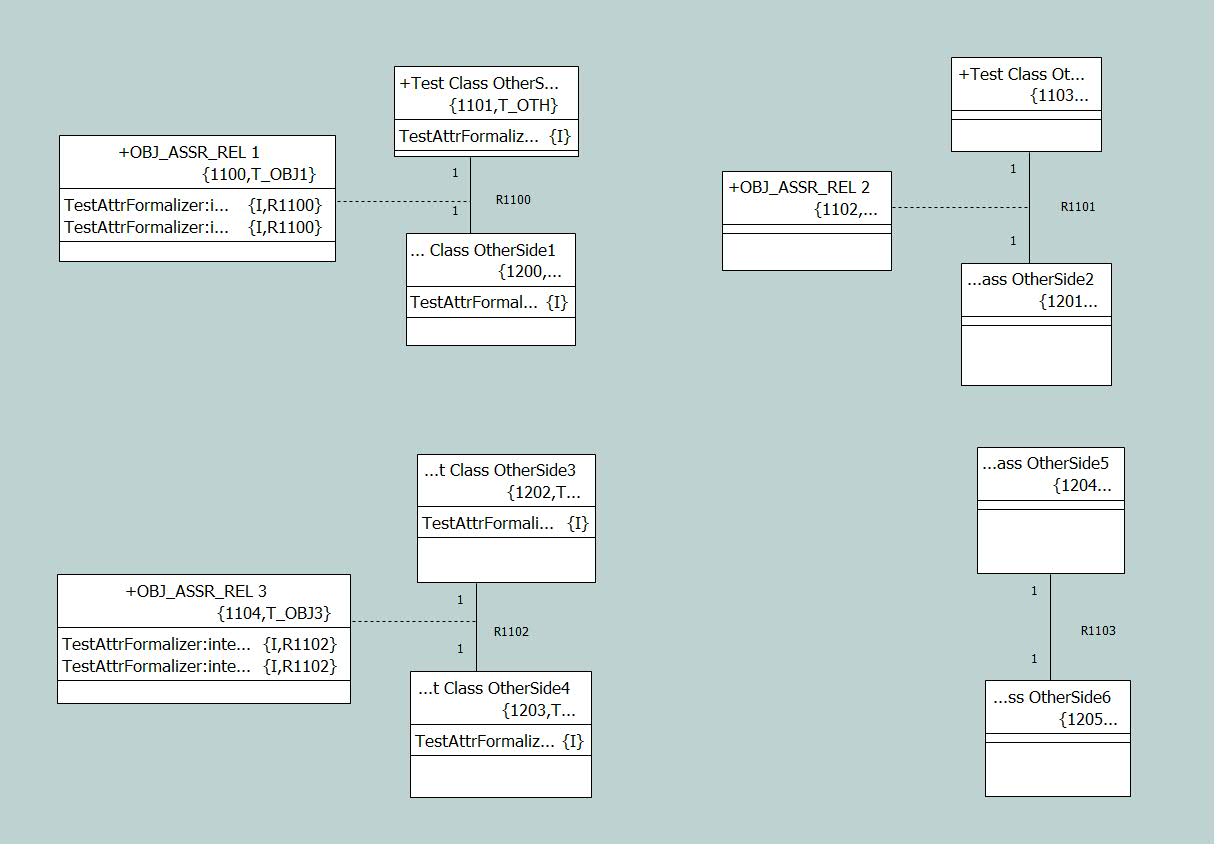 +Test Class OtherS...
{1101,T_OTH}
TestAttrFormaliz... {I}
+OBJ_ASSR_REL 1
{1100,T_OBJ1}
TestAttrFormalizer:i... {I,R1100}
TestAttrFormalizer:i... {I,R1100}
1
R1100
1
... Class OtherSide1
{1200,...
TestAttrFormal... {I}
+Test Class Ot...
{1103...
+OBJ_ASSR_REL 2
{1102,...
1
R1101
1
...ass OtherSide2
{1201...
...t Class OtherSide3
{1202,T...
TestAttrFormali... {I}
+OBJ_ASSR_REL 3
{1104,T_OBJ3}
TestAttrFormalizer:inte... {I,R1102}
TestAttrFormalizer:inte... {I,R1102}
1
R1102
1
...t Class OtherSide4
{1203,T...
TestAttrFormaliz... {I}
...ass OtherSide5
{1204...
1
R1103
1
...ss OtherSide6
{1205...